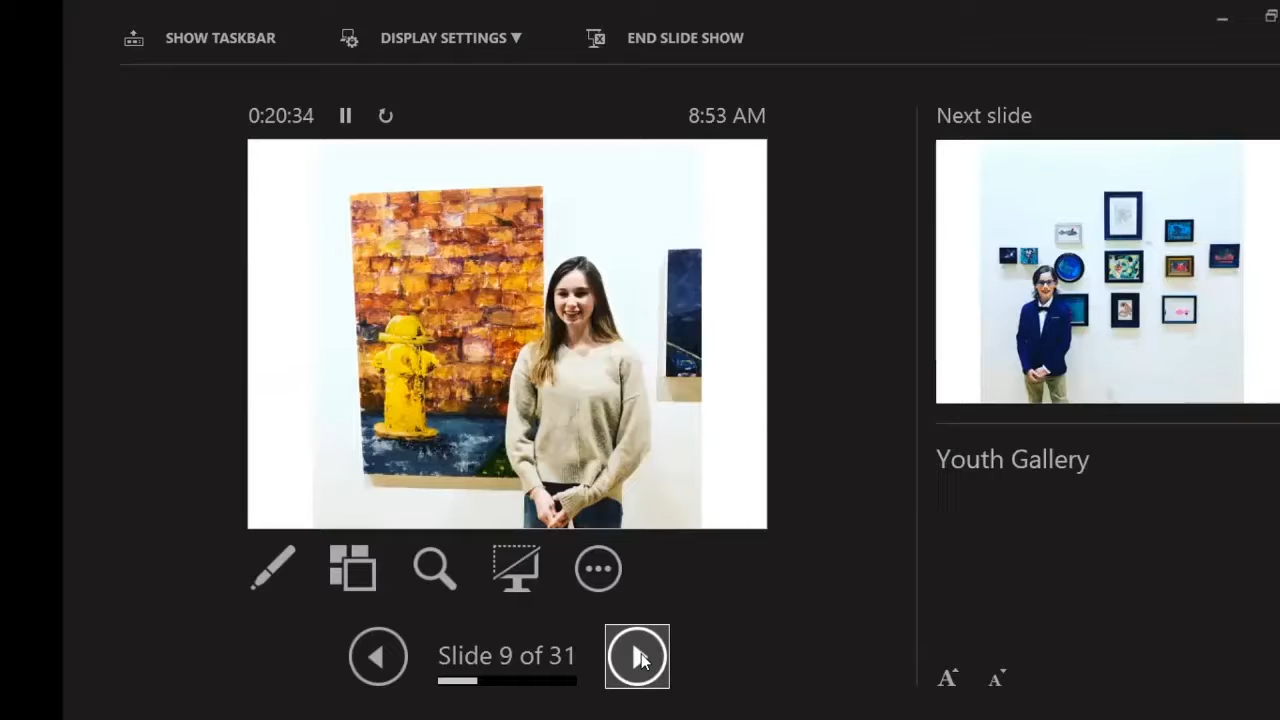 SHOW TASKBAR
DISPLAY SETTINGS ▼
END SLIDE SHOW
0:20:34
8:53 AM
Next slide
Youth Gallery
Slide 9 of 31
A A